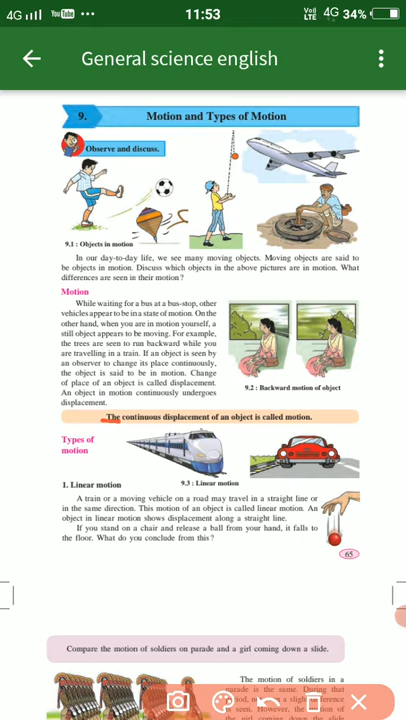 4G
You Tube
11:53
Vo)) LTE
4G 34%
General science english
9.
Motion and Types of Motion
Observe and discuss.
9.1 : Objects in motion
In our day-to-day life, we see many moving objects. Moving objects are said to
be objects in motion. Discuss which objects in the above pictures are in motion. What
differences are seen in their motion ?
Motion
While waiting for a bus at a bus-stop, other
vehicles appear to be in a state of motion. On the
other hand, when you are in motion yourself, a
still object appears to be moving. For example,
the trees are seen to run backward while you
are travelling in a train. If an object is seen by
an observer to change its place continuously,
the object is said to be in motion. Change
of place of an object is called displacement.
An object in motion continuously undergoes
displacement.
9.2 : Backward motion of object
The continuous displacement of an object is called motion.
Types of
motion
9.3 : Linear motion
1. Linear motion
A train or a moving vehicle on a road may travel in a straight line or
in the same direction. This motion of an object is called linear motion. An
object in linear motion shows displacement along a straight line.
If you stand on a chair and release a ball from your hand, it falls to
the floor. What do you conclude from this ?
65
Compare the motion of soldiers on parade and a girl coming down a slide.
The motion of soldiers in a
parade is the same. During that
is seen. However, the
the girl coming down the slide